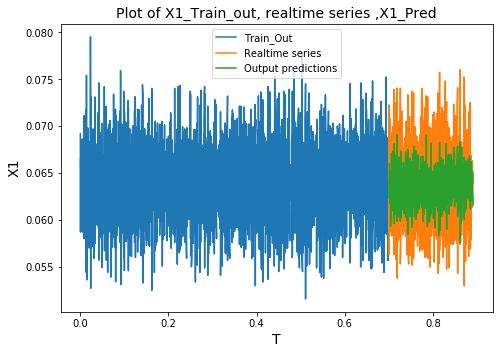 Plot of X1_Train_out, realtime series ,X1_Pred
Train_Out
Realtime series
Output predictions
X1
0.080
0.075
0.070
0.065
0.060
0.055
0.0
0.2
0.4
0.6
0.8
T